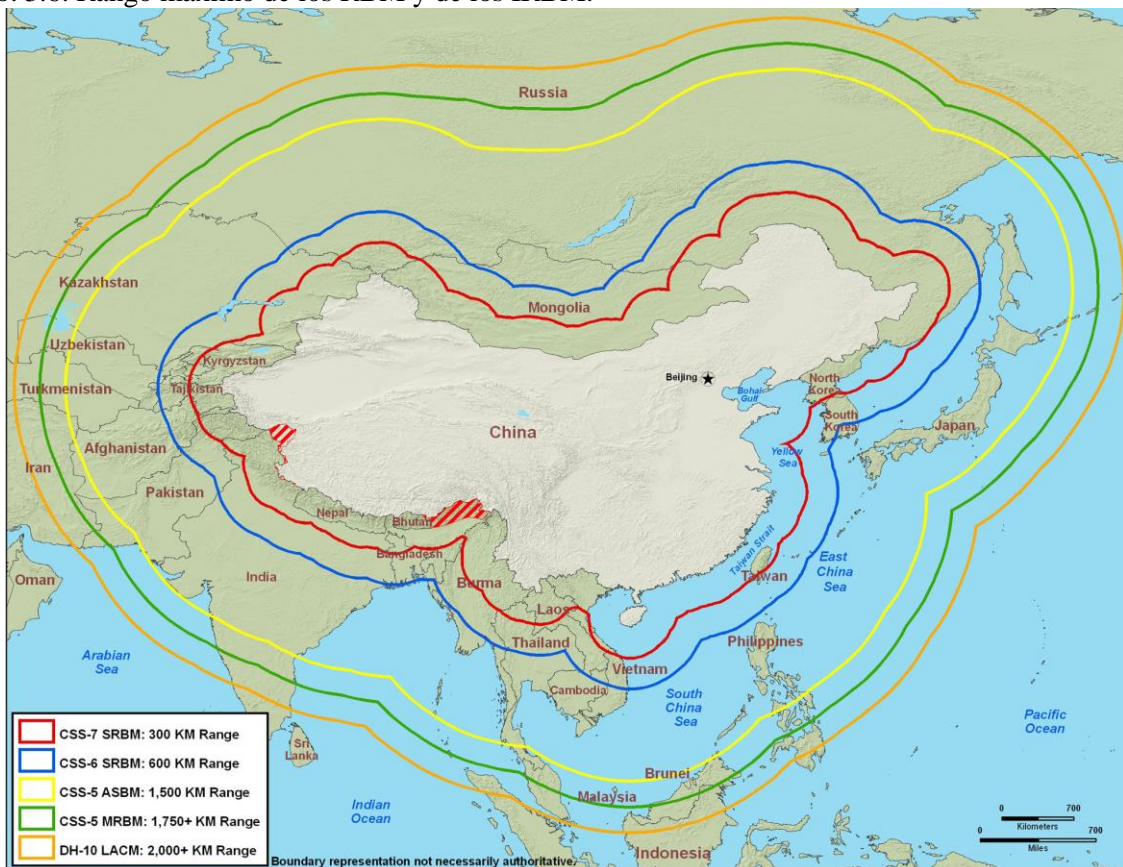 Russia
Kazakhstan
Mongolia
Uzbekistan
Kyrgyzstan
Beijing
Turkmenistan
Tajikistan
Bohai
Gulf
North
Korea
South
Korea
Japan
China
Afghanistan
Yellow
Sea
Iran
Pakistan
Nepal
Bhutan
Taiwan Strait
East
China
Sea
Bangladesh
Oman
India
Burma
Taiwan
Laos
Thailand
Philippines
Arabian
Sea
Vietnam
Cambodia
South
China
Sea
Pacific
Ocean
Sri
Lanka
Brunei
Malaysia
Indian
Ocean
Indonesia
CSS-7 SRBM: 300 KM Range
CSS-6 SRBM: 600 KM Range
CSS-5 ASBM: 1,500 KM Range
CSS-5 MRBM: 1,750+ KM Range
DH-10 LACM: 2,000+ KM Range
Boundary representation not necessarily authoritative.
0 700
Kilometers
0 700
Miles